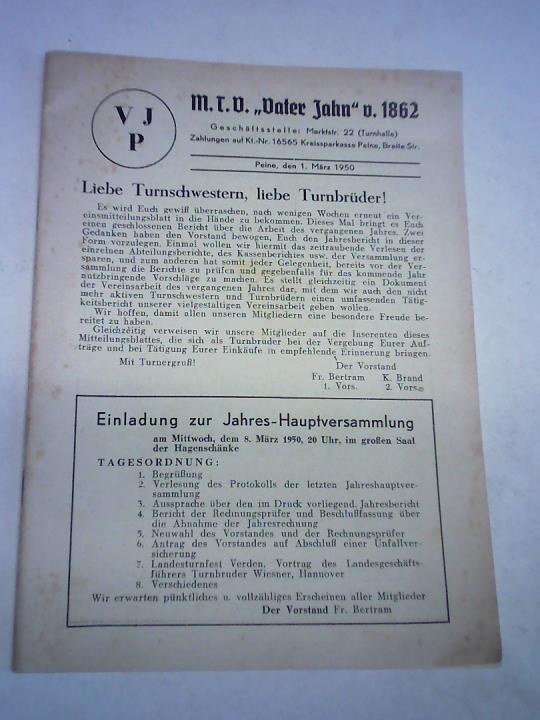 V J
P
M.T.V. „Vater Jahn" v. 1862
Geschäftsstelle: Marktstr. 22 (Turnhalle)
Zahlungen auf Kt.-Nr. 16565 Kreissparkasse Peine, Breite Str.
Peine, den 1. März 1950
Liebe Turnschwestern, liebe Turnbrüder!
Es wird Euch gewiß überraschen, nach wenigen Wochen erneut ein Ver-
einsmitteilungsblatt in die Hände zu bekommen. Dieses Mal bringt es Euch
einen geschlossenen Bericht über die Arbeit des vergangenen Jahres. Zwei
Gedanken haben den Vorstand bewogen, Euch den Jahresbericht in dieser
Form vorzulegen. Einmal wollen wir hiermit das zeitraubende Verlesen der
einzelnen Abteilungsberichte, des Kassenberichtes usw. der Versammlung er-
sparen, und zum anderen hat somit jeder Gelegenheit, bereits vor der Ver-
sammlung die Berichte zu prüfen und gegebenfalls für das kommende Jahr
nutzbringende Vorschläge zu machen. Es stellt gleichzeitig ein Dokument
der Vereinsarbeit des vergangenen Jahres dar, mit dem wir auch den nicht
mehr aktiven Turnschwestern und Turnbrüdern einen umfassenden Tätig-
keitsbericht unserer vielgestaltigen Vereinsarbeit geben wollen.
Wir hoffen, damit allen unseren Mitgliedern eine besondere Freude be-
reitet zu haben.
Gleichzeitig verweisen wir unsere Mitglieder auf die Inserenten dieses
Mitteilungsblattes, die sich als Turnbrüder bei der Vergebung Eurer Auf-
träge und bei Tätigung Eurer Einkäufe in empfehlende Erinnerung bringen.
Mit Turnergruß! Der Vorstand
Fr. Bertram K. Brand
1. Vors. 2. Vors.
Einladung zur Jahres-Hauptversammlung
am Mittwoch, dem 8. März 1950, 20 Uhr, im großen Saal
der Hagenschänke
TAGESORDNUNG:
1. Begrüßung
2. Verlesung des Protokolls der letzten Jahreshauptver-
sammlung
3. Aussprache über den im Druck vorliegend. Jahresbericht
4. Bericht der Rechnungsprüfer und Beschlußfassung über
die Abnahme der Jahresrechnung
5. Neuwahl des Vorstandes und der Rechnungsprüfer
6. Antrag des Vorstandes auf Abschluß einer Unfallver-
sicherung
7. Landesturnfest Verden, Vortrag des Landesgeschäfts-
führers Turnbruder Wiesner, Hannover
8. Verschiedenes
Wir erwarten pünktliches u. vollzähliges Erscheinen aller Mitglieder
Der Vorstand Fr. Bertram